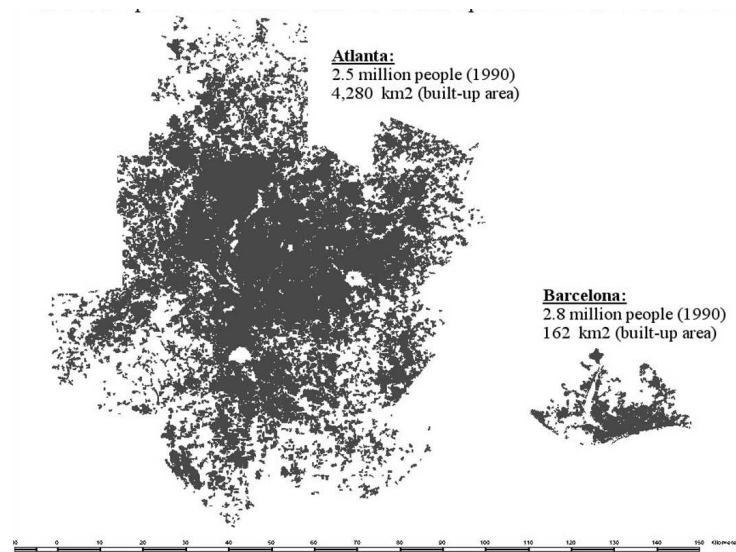 Atlanta:
2.5 million people (1990)
4,280 km2 (built-up area)
Barcelona:
2.8 million people (1990)
162 km2 (built-up area)
0 10 20 30 40 50 60 70 80 90 100 110 120 130 140 150